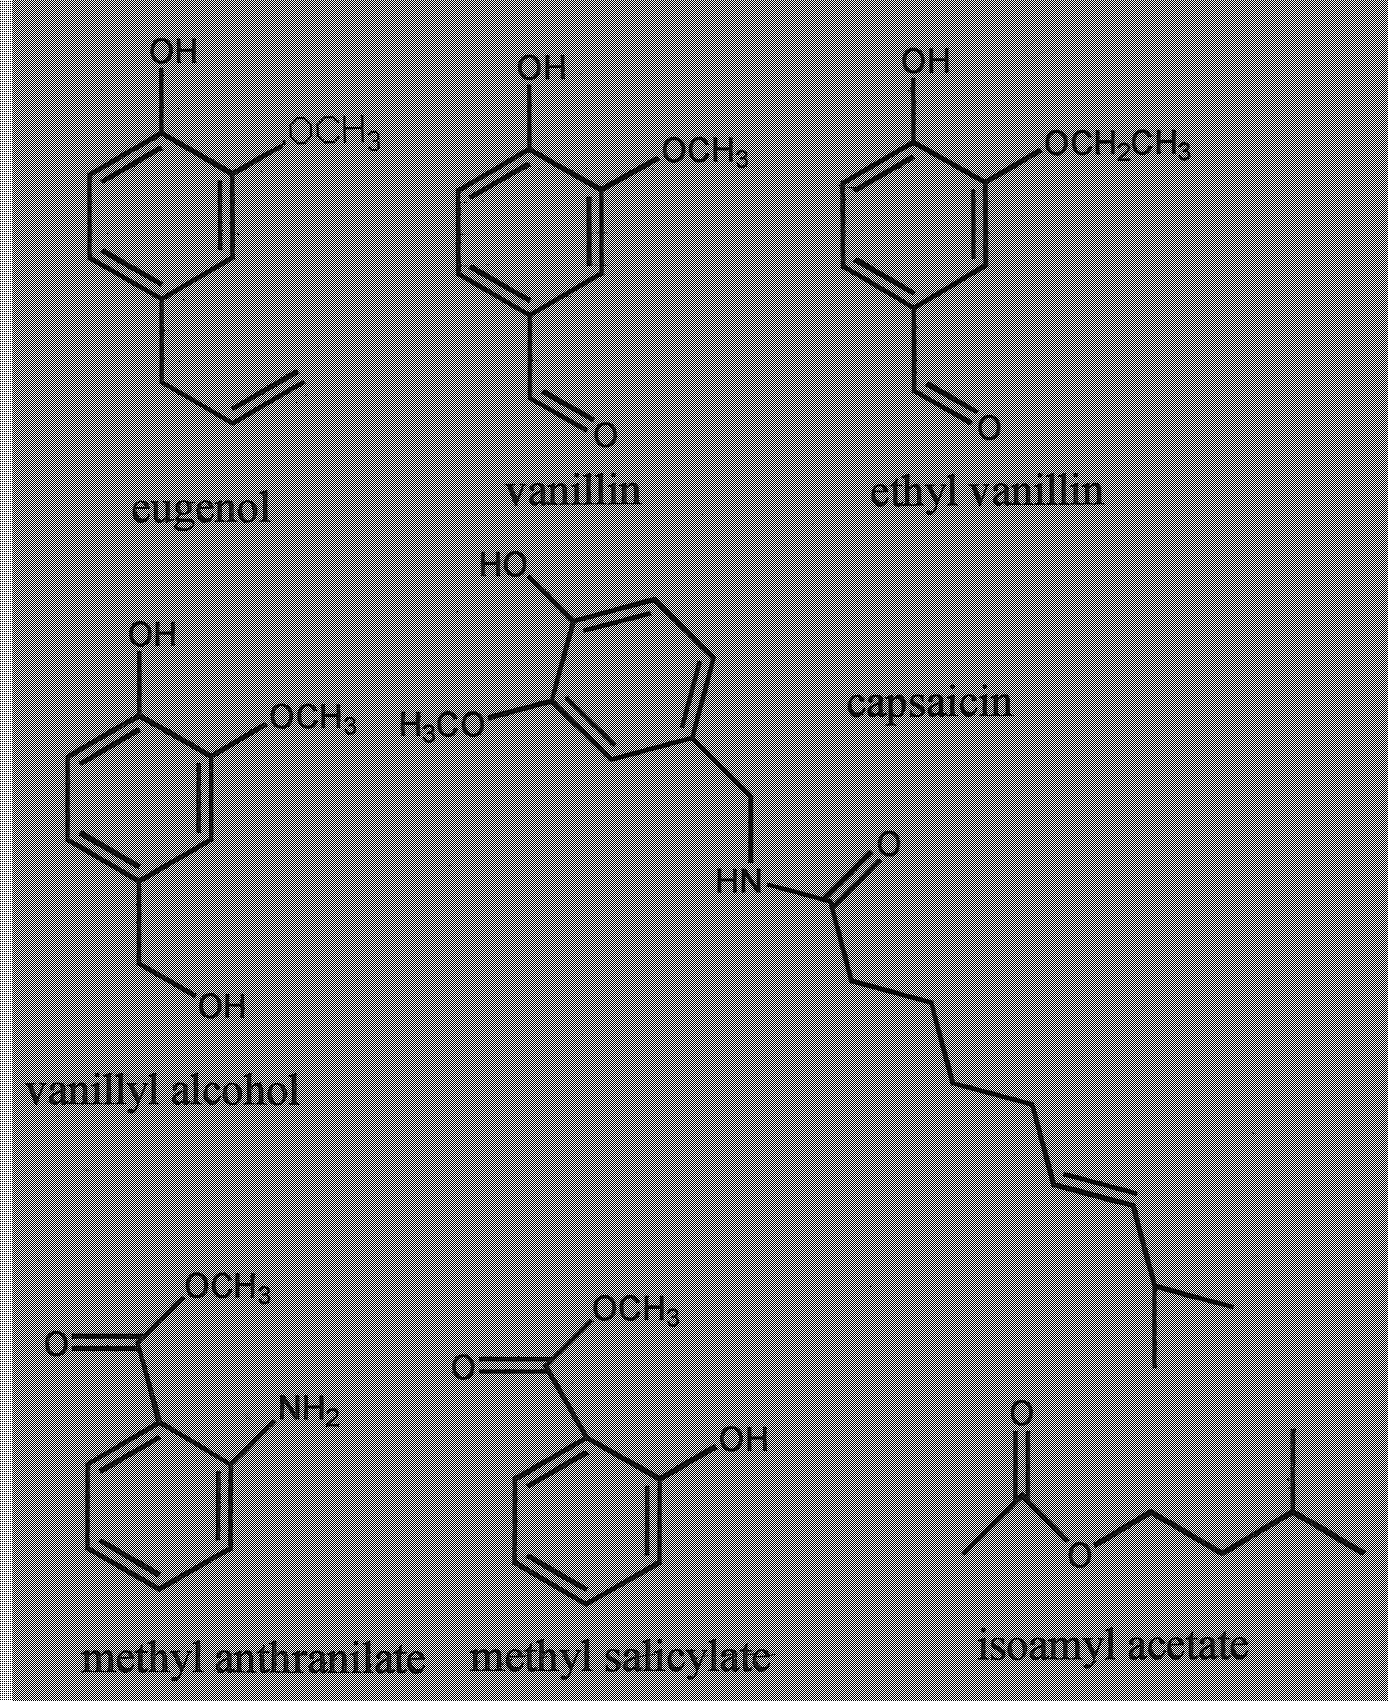 OH
OCH3
eugenol
OH
OCH3
O
vanillin
OH
OCH2CH3
O
ethyl vanillin
OH
OCH3
OH
vanillyl alcohol
HO
H3CO
HN
O
capsaicin
OCH3
O
NH2
methyl anthranilate
OCH3
O
OH
methyl salicylate
O
O
isoamyl acetate